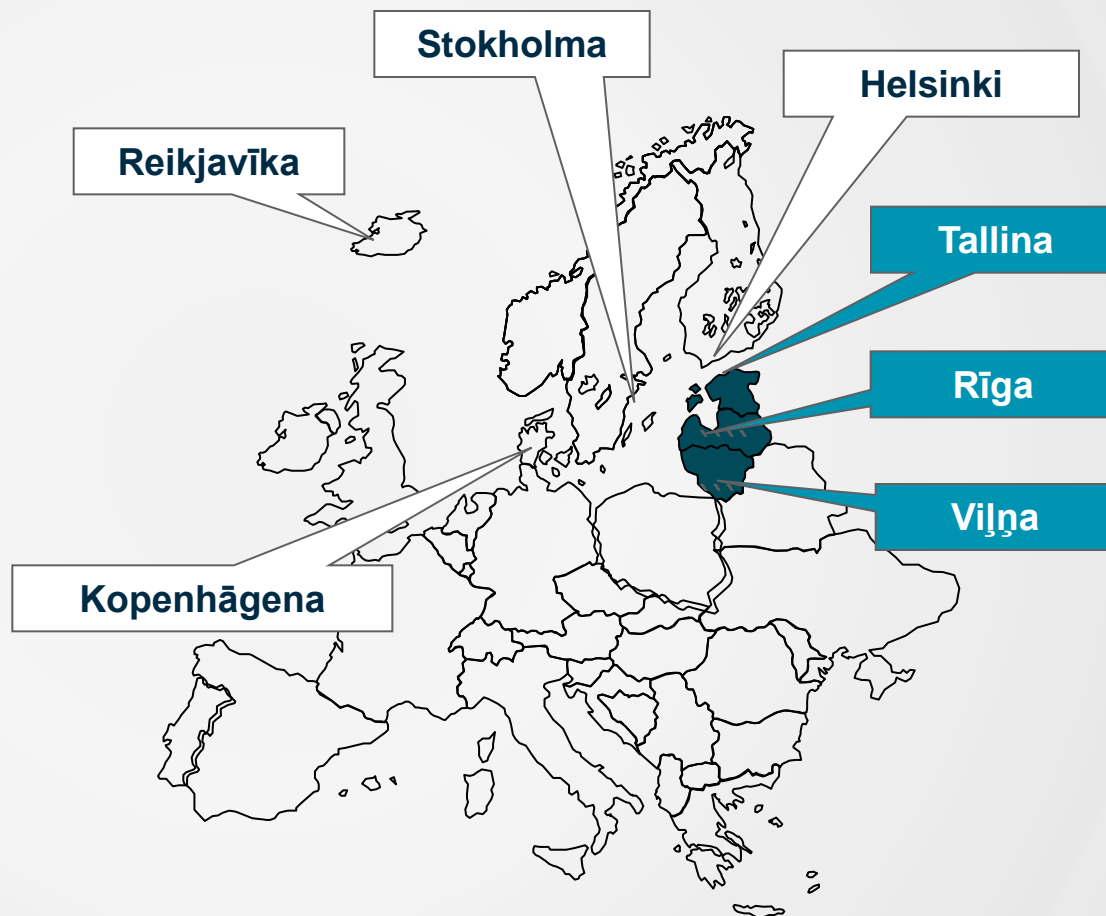 Stokholma
Helsinki
Reikjavīka
Tallina
Rīga
Viļņa
Kopenhāgena